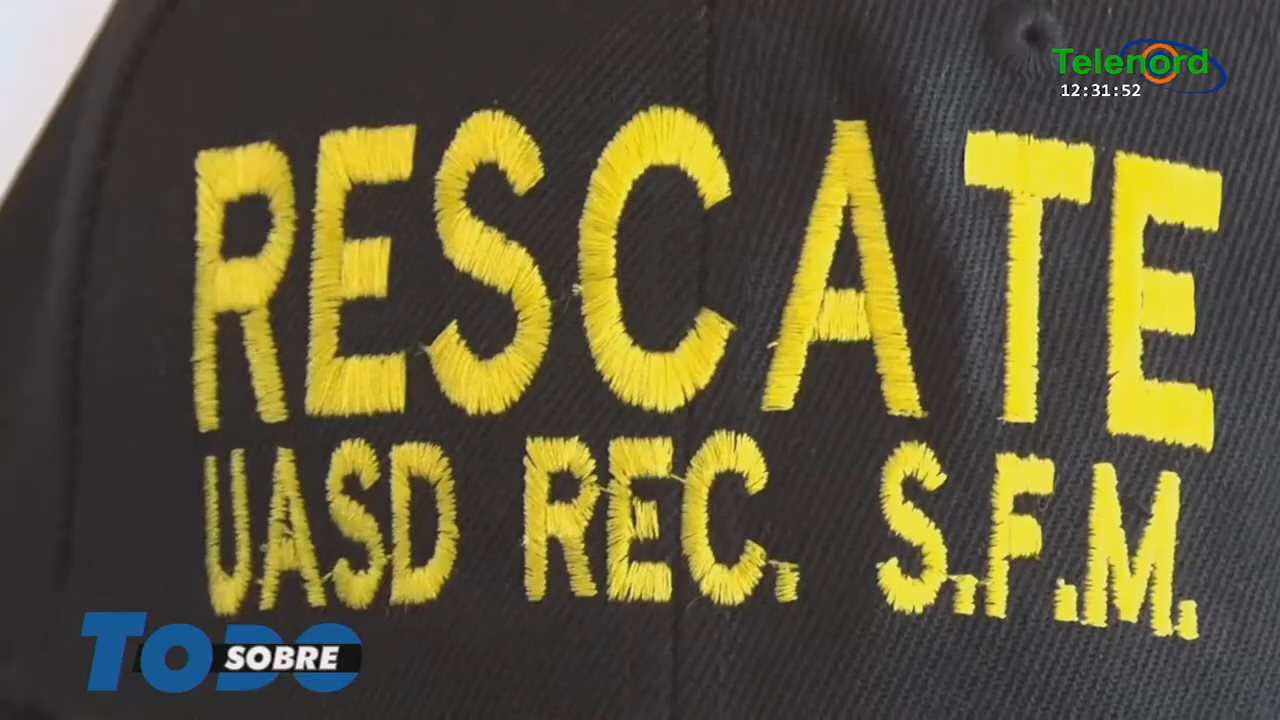 Telenord
12:31:52
RESCATE
UASD REC. S.F.M.
TODO SOBRE